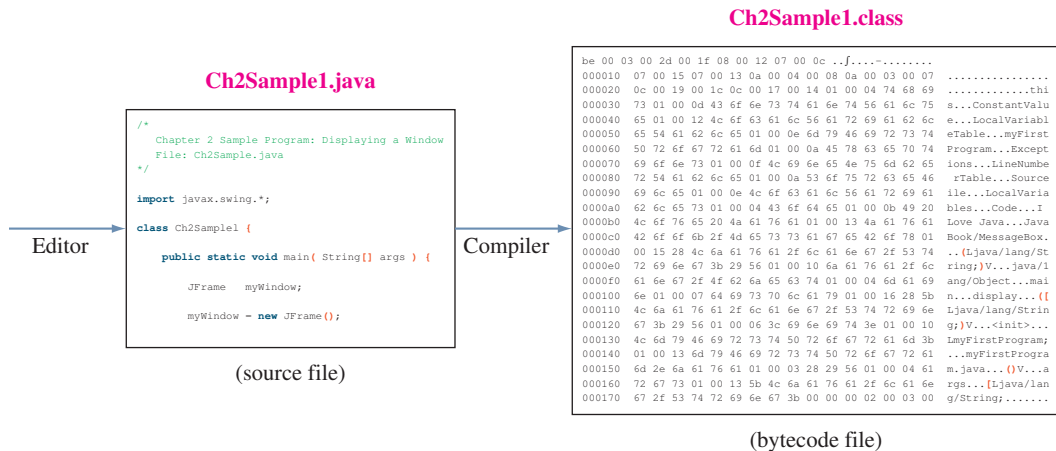 Ch2Sample1.class
Ch2Sample1.java
/*
Chapter 2 Sample Program: Displaying a Window
File: Ch2Sample.java
*/
import javax.swing.*;
class Ch2Sample1 {
public static void main( String[] args ) {
JFrame myWindow;
myWindow = new JFrame();
Editor
Compiler
(source file)
be 00 03 00 2d 00 1f 08 00 12 07 00 0c ..ʃ....-........
000010 07 00 15 07 00 13 0a 00 04 00 08 0a 00 03 00 07 ................
000020 0c 00 19 00 1c 0c 00 17 00 14 01 00 04 74 68 69 .............thi
000030 73 01 00 0d 43 6f 6e 73 74 61 6e 74 56 61 6c 75 s...ConstantValu
000040 65 01 00 12 4c 6f 63 61 6c 56 61 72 69 61 62 6c e...LocalVariabl
000050 65 54 61 62 6c 65 01 00 0e 6d 79 46 69 72 73 74 eTable...myFirst
000060 50 72 6f 67 72 61 6d 01 00 0a 45 78 63 65 70 74 Program...Except
000070 69 6f 6e 73 01 00 0f 4c 69 6e 65 4e 75 6d 62 65 ions...LineNumbe
000080 72 54 61 62 6c 65 01 00 0a 53 6f 75 72 63 65 46 rTable...Source
000090 69 6c 65 01 00 0e 4c 6f 63 61 6c 56 61 72 69 61 ile...LocalVaria
0000a0 62 6c 65 73 01 00 04 43 6f 64 65 01 00 0b 49 20 bles...Code...I
0000b0 4c 6f 76 65 20 4a 61 76 61 01 00 13 4a 61 76 61 Love Java...Java
0000c0 42 6f 6f 6b 2f 4d 65 73 73 61 67 65 42 6f 78 01 Book/MessageBox.
0000d0 00 15 28 4c 6a 61 76 61 2f 6c 61 6e 67 2f 53 74 ..(Ljava/lang/St
0000e0 72 69 6e 67 3b 29 56 01 00 10 6a 61 76 61 2f 6c ring;)V...java/l
0000f0 61 6e 67 2f 4f 62 6a 65 63 74 01 00 04 6d 61 69 ang/Object...mai
000100 6e 01 00 07 64 69 73 70 6c 61 79 01 00 16 28 5b n...display...([
000110 4c 6a 61 76 61 2f 6c 61 6e 67 2f 53 74 72 69 6e Ljava/lang/Strin
000120 67 3b 29 56 01 00 06 3c 69 6e 69 74 3e 01 00 10 g;)V...<init>...
000130 4c 6d 79 46 69 72 73 74 50 72 6f 67 72 61 6d 3b LmyFirstProgram;
000140 01 00 13 6d 79 46 69 72 73 74 50 72 6f 67 72 61 ...myFirstProgra
000150 6d 2e 6a 61 76 61 01 00 03 28 29 56 01 00 04 61 m.java...()V...a
000160 72 67 73 01 00 13 5b 4c 6a 61 76 61 2f 6c 61 6e rgs...[Ljava/lan
000170 67 2f 53 74 72 69 6e 67 3b 00 00 00 02 00 03 00 g/String;.......
(bytecode file)